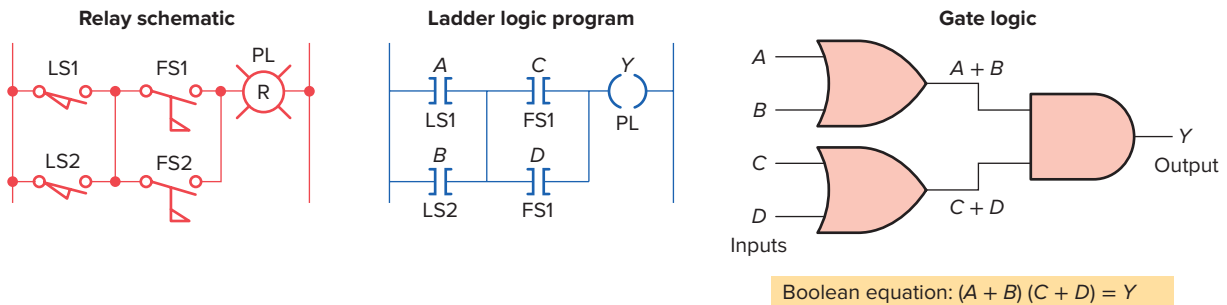 Relay schematic
LS1
FS1
PL
R
LS2
FS2
Ladder logic program
A
C
Y
LS1
FS1
PL
B
D
LS2
FS1
Gate logic
A
B
A + B
C
D
C + D
Y
Output
Inputs
Boolean equation: (A + B) (C + D) = Y